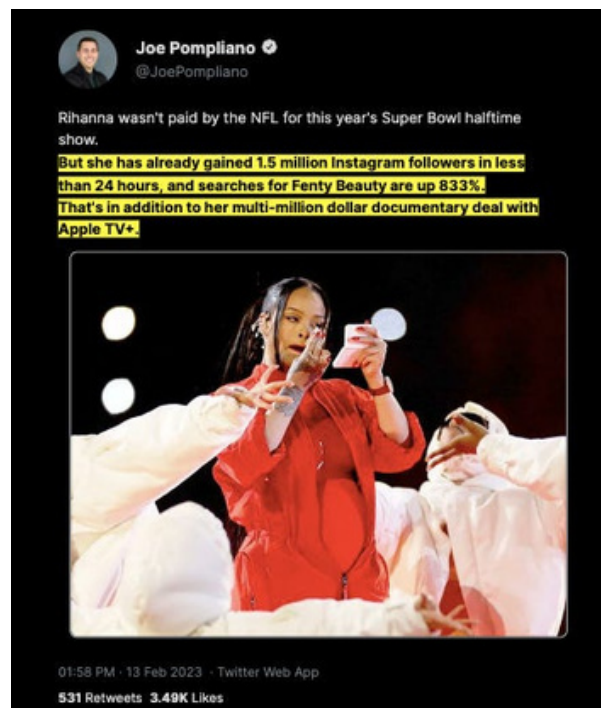 Joe Pompliano
@JoePompliano
Rihanna wasn't paid by the NFL for this year's Super Bowl halftime
show.
But she has already gained 1.5 million Instagram followers in less
than 24 hours, and searches for Fenty Beauty are up 833%.
That's in addition to her multi-million dollar documentary deal with
Apple TV+.
01:58 PM · 13 Feb 2023 · Twitter Web App
531 Retweets 3.49K Likes